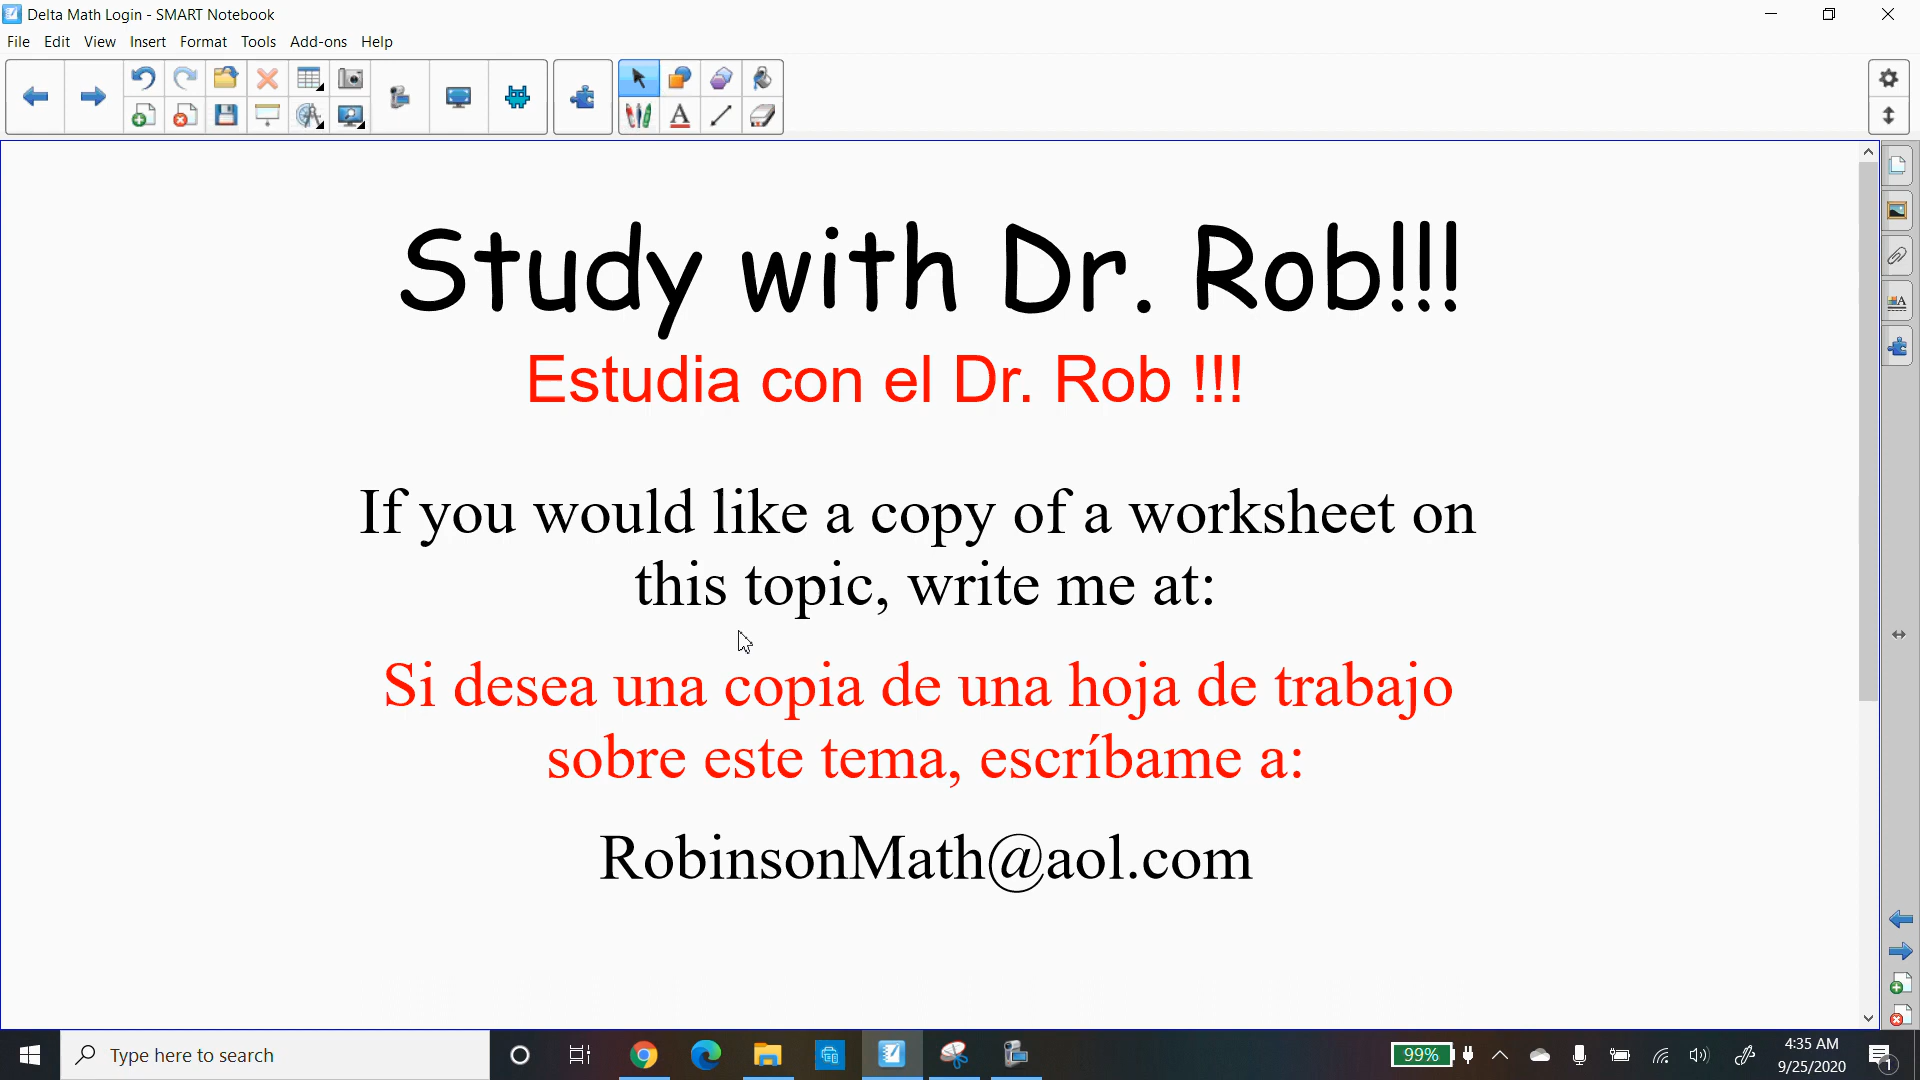 Delta Math Login - SMART Notebook
File Edit View Insert Format Tools Add-ons Help
Study with Dr. Rob!!!
Estudia con el Dr. Rob !!!
If you would like a copy of a worksheet on
this topic, write me at:
Si desea una copia de una hoja de trabajo
sobre este tema, escríbame a:
RobinsonMath@aol.com
Type here to search
99%
4:35 AM
9/25/2020
1